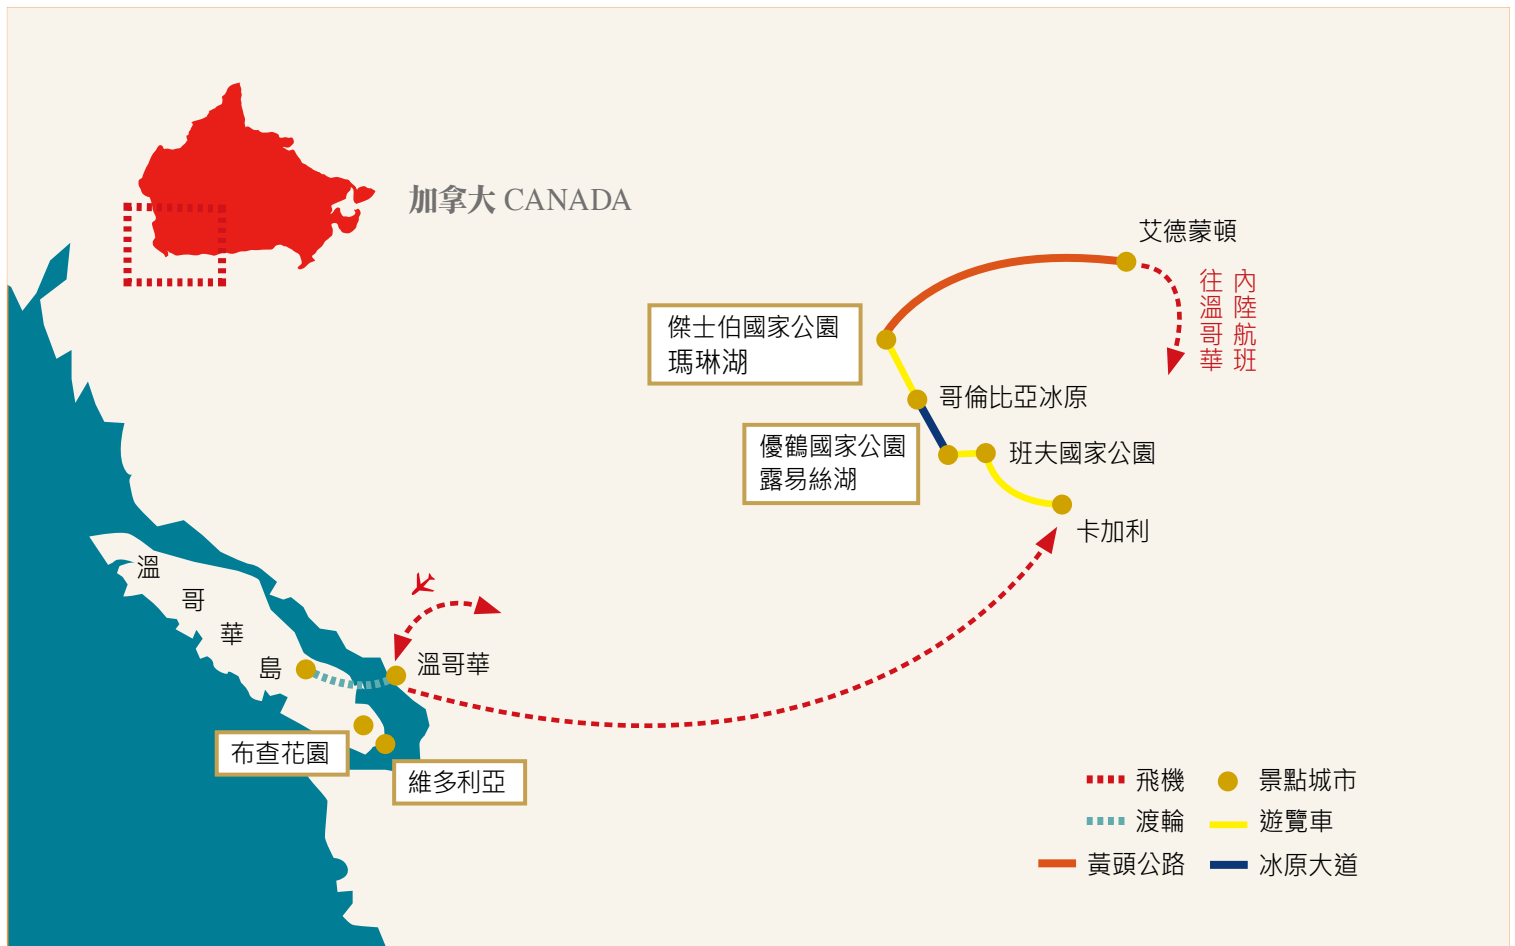 加拿大 CANADA
艾德蒙頓
內陸航班
往溫哥華
傑士伯國家公園
瑪琳湖
哥倫比亞冰原
優鶴國家公園
露易絲湖
班夫國家公園
卡加利
溫哥華島
溫哥華
布查花園
維多利亞
飛機
景點城市
渡輪
遊覽車
黃頭公路
冰原大道